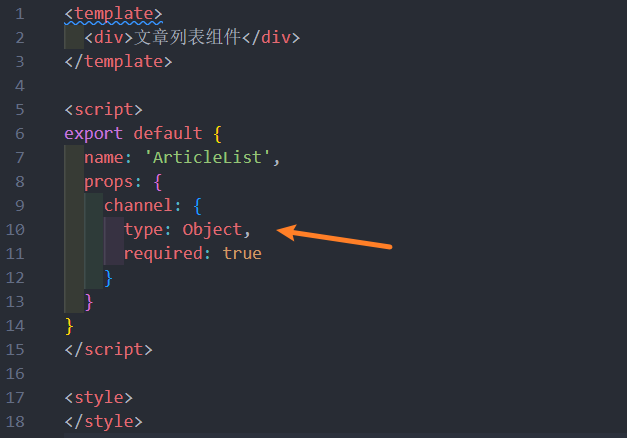 1 <template>
2   <div>文章列表组件</div>
3 </template>
4
5 <script>
6 export default {
7   name: 'ArticleList',
8   props: {
9     channel: {
10       type: Object,
11       required: true
12     }
13   }
14 }
15 </script>
16
17 <style>
18 </style>